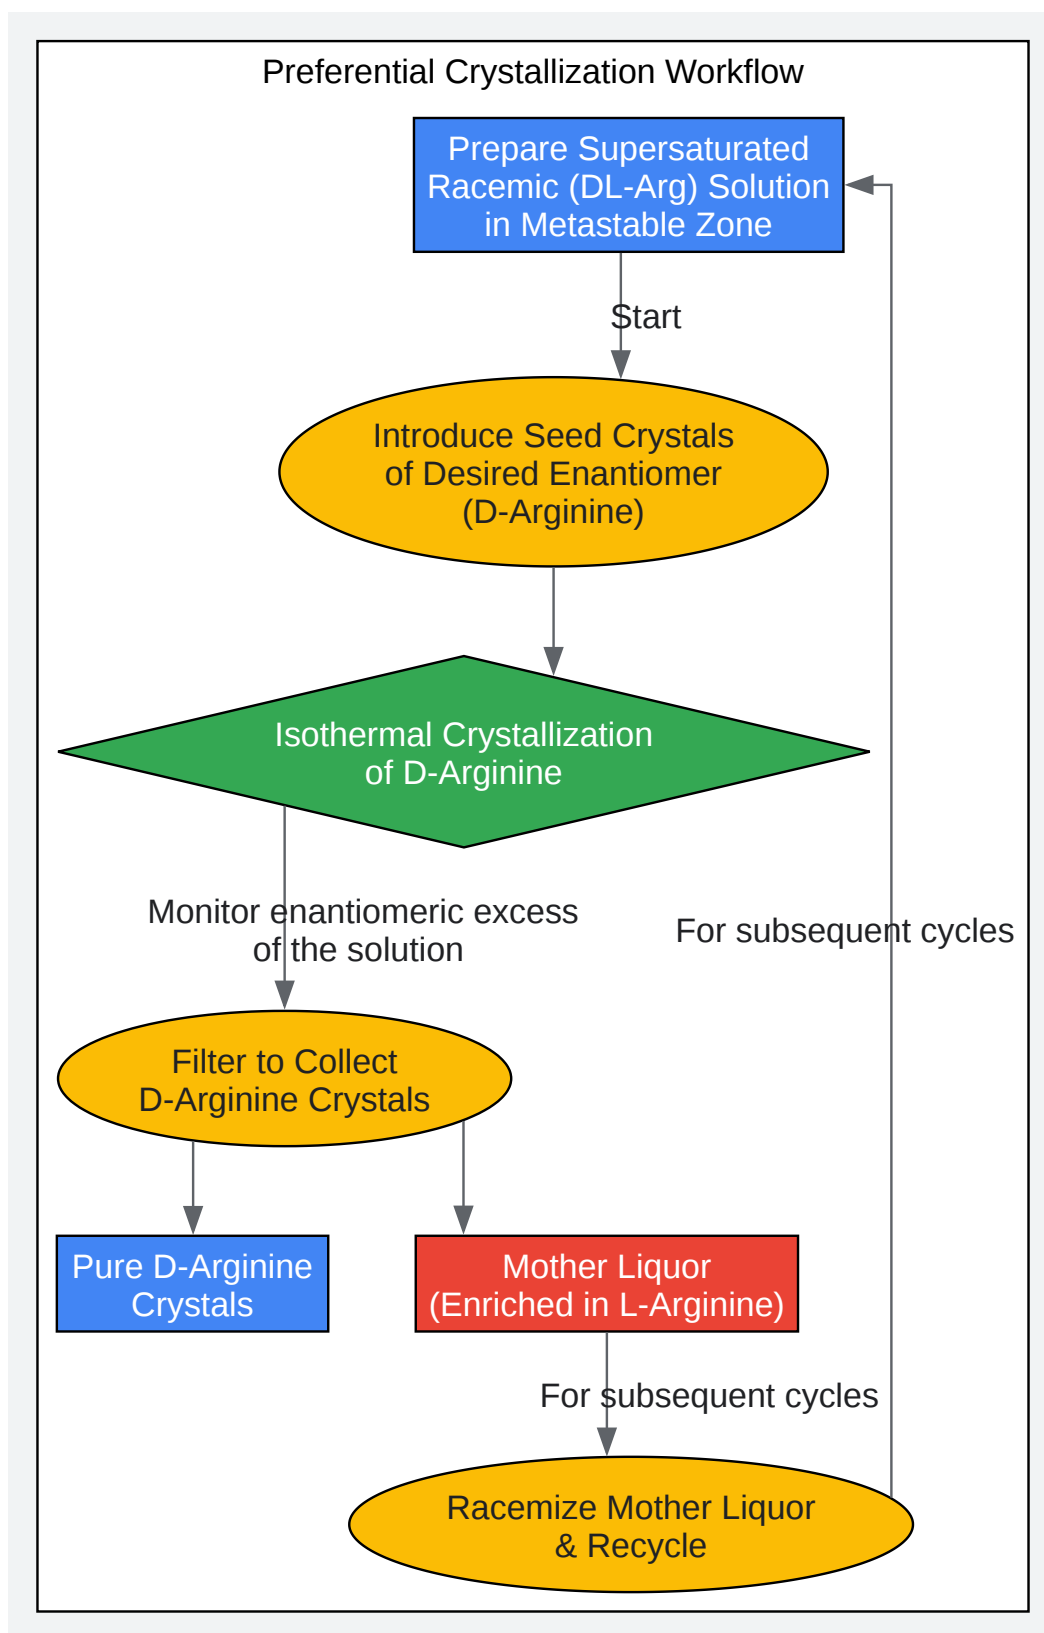 Preferential Crystallization Workflow
Prepare Supersaturated
Racemic (DL-Arg) Solution
in Metastable Zone
Start
Introduce Seed Crystals
of Desired Enantiomer
(D-Arginine)
Isothermal Crystallization
of D-Arginine
Monitor enantiomeric excess
of the solution
For subsequent cycles
Filter to Collect
D-Arginine Crystals
Pure D-Arginine
Crystals
Mother Liquor
(Enriched in L-Arginine)
For subsequent cycles
Racemize Mother Liquor
& Recycle